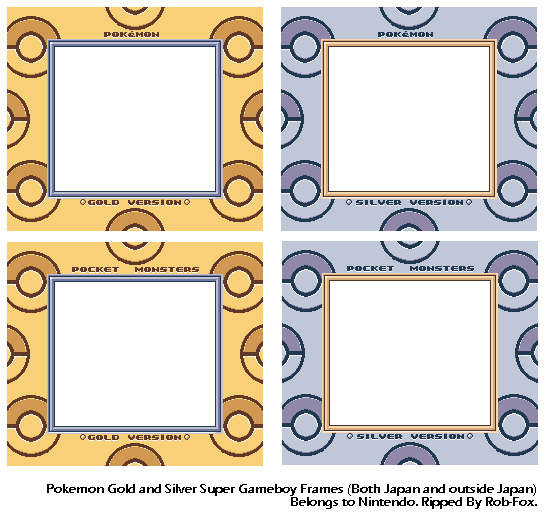 POKéMON
POKéMON
GOLD VERSION
SILVER VERSION
POCKET MONSTERS
POCKET MONSTERS
GOLD VERSION
SILVER VERSION
Pokemon Gold and Silver Super Gameboy Frames (Both Japan and outside Japan)
Belongs to Nintendo. Ripped By Rob-Fox.